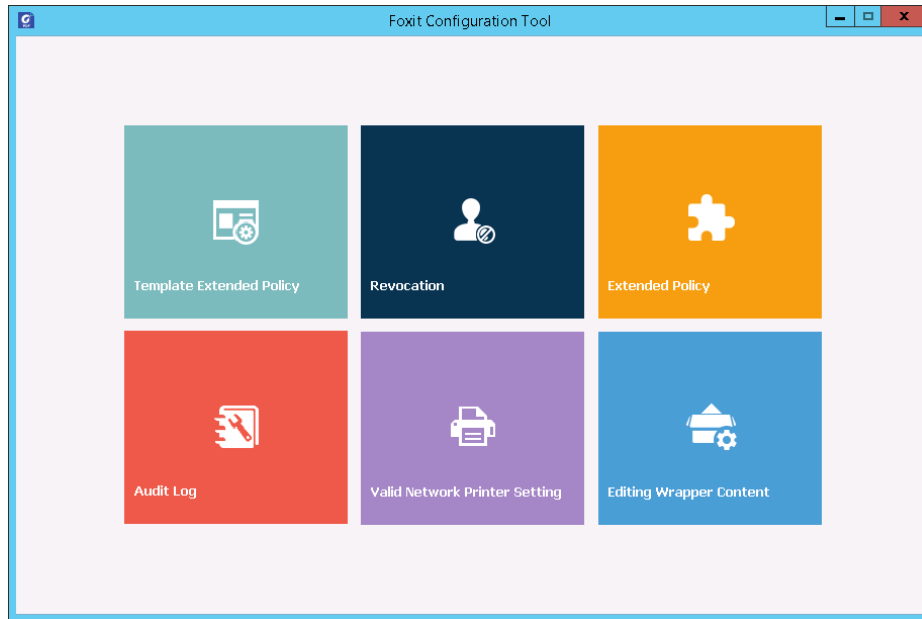 Foxit Configuration Tool
Template Extended Policy
Revocation
Extended Policy
Audit Log
Valid Network Printer Setting
Editing Wrapper Content